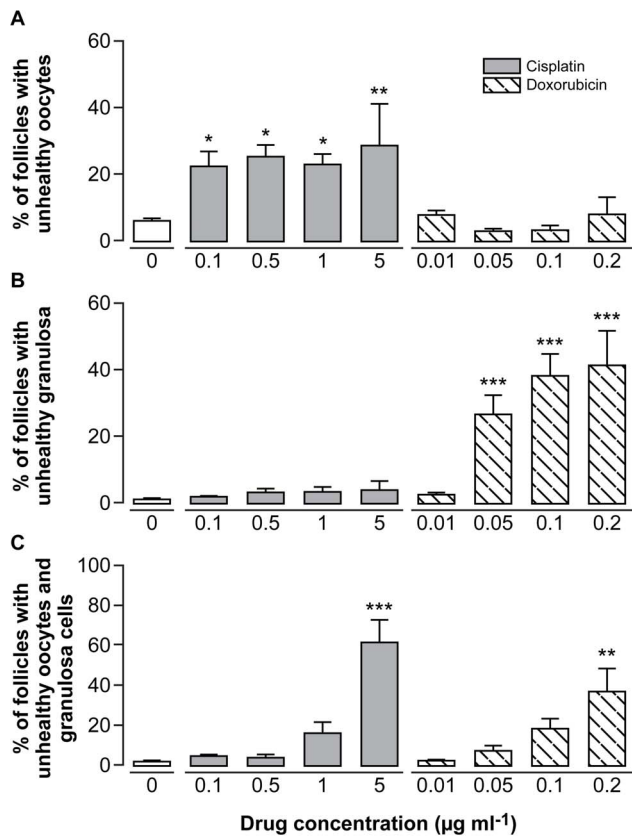 A
% of follicles with
unhealthy oocytes
60
40
20
0
* * * **
Cisplatin
Doxorubicin
0 0.1 0.5 1 5 0.01 0.05 0.1 0.2
B
% of follicles with
unhealthy granulosa
60
40
20
0
*** *** ***
0 0.1 0.5 1 5 0.01 0.05 0.1 0.2
C
% of follicles with
unhealthy oocytes and
granulosa cells
100
80
60
40
20
0
*** **
0 0.1 0.5 1 5 0.01 0.05 0.1 0.2
Drug concentration (µg ml⁻¹)